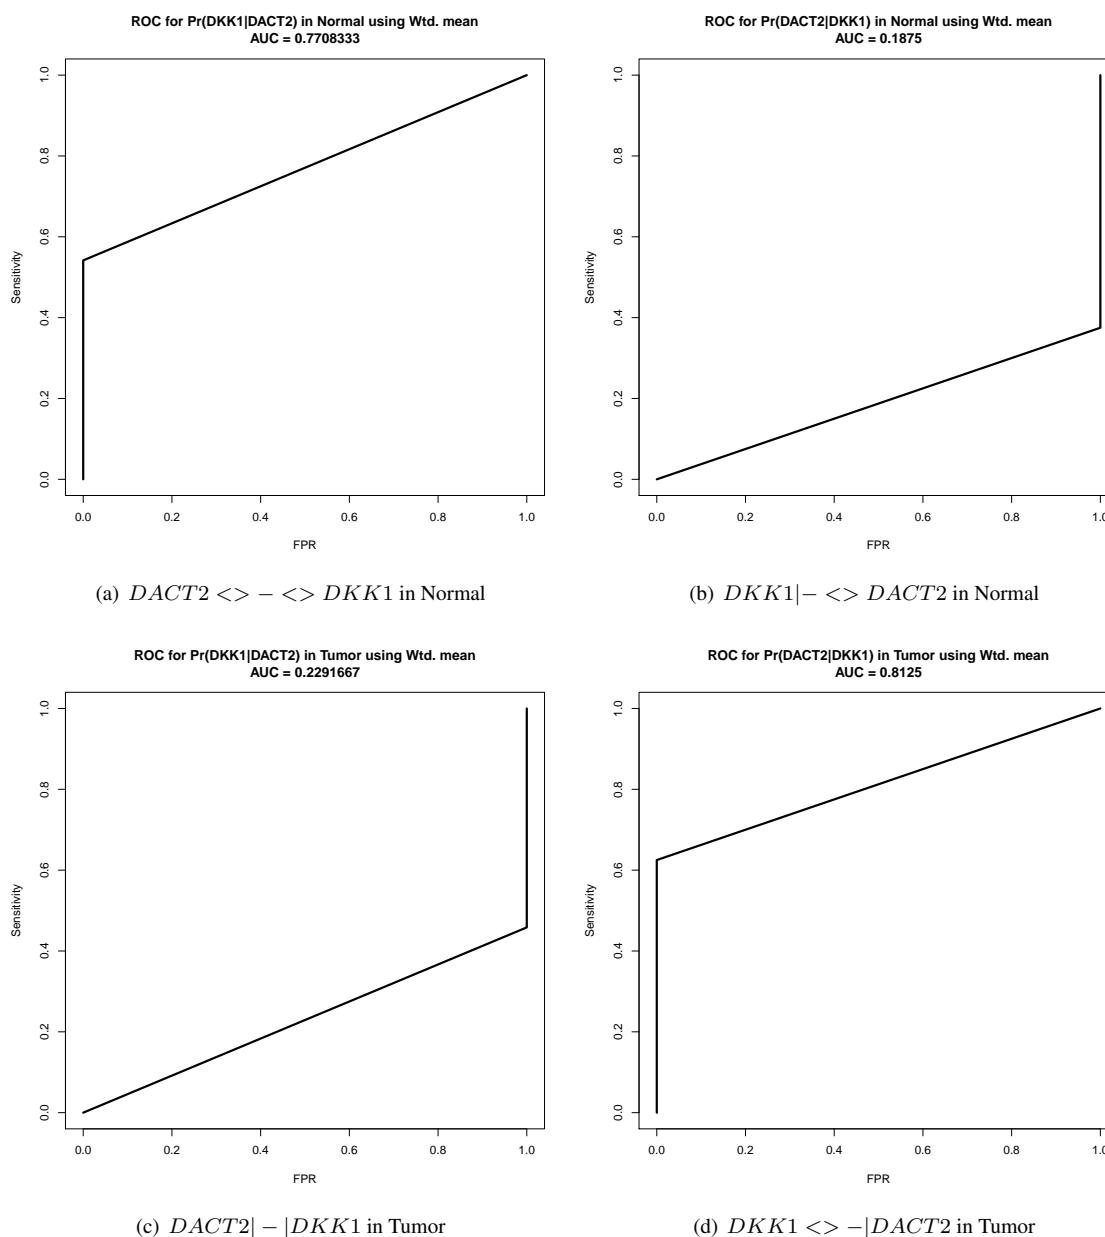 ROC for Pr(DKK1|DACT2) in Normal using Wtd. mean
AUC = 0.7708333
1.0
0.8
0.6
0.4
0.2
0.0
Sensitivity
0.0 0.2 0.4 0.6 0.8 1.0
FPR
(a) DACT2 <> − <> DKK1 in Normal
ROC for Pr(DACT2|DKK1) in Normal using Wtd. mean
AUC = 0.1875
1.0
0.8
0.6
0.4
0.2
0.0
Sensitivity
0.0 0.2 0.4 0.6 0.8 1.0
FPR
(b) DKK1|− <> DACT2 in Normal
ROC for Pr(DKK1|DACT2) in Tumor using Wtd. mean
AUC = 0.2291667
1.0
0.8
0.6
0.4
0.2
0.0
Sensitivity
0.0 0.2 0.4 0.6 0.8 1.0
FPR
(c) DACT2| − |DKK1 in Tumor
ROC for Pr(DACT2|DKK1) in Tumor using Wtd. mean
AUC = 0.8125
1.0
0.8
0.6
0.4
0.2
0.0
Sensitivity
0.0 0.2 0.4 0.6 0.8 1.0
FPR
(d) DKK1 <> −|DACT2 in Tumor